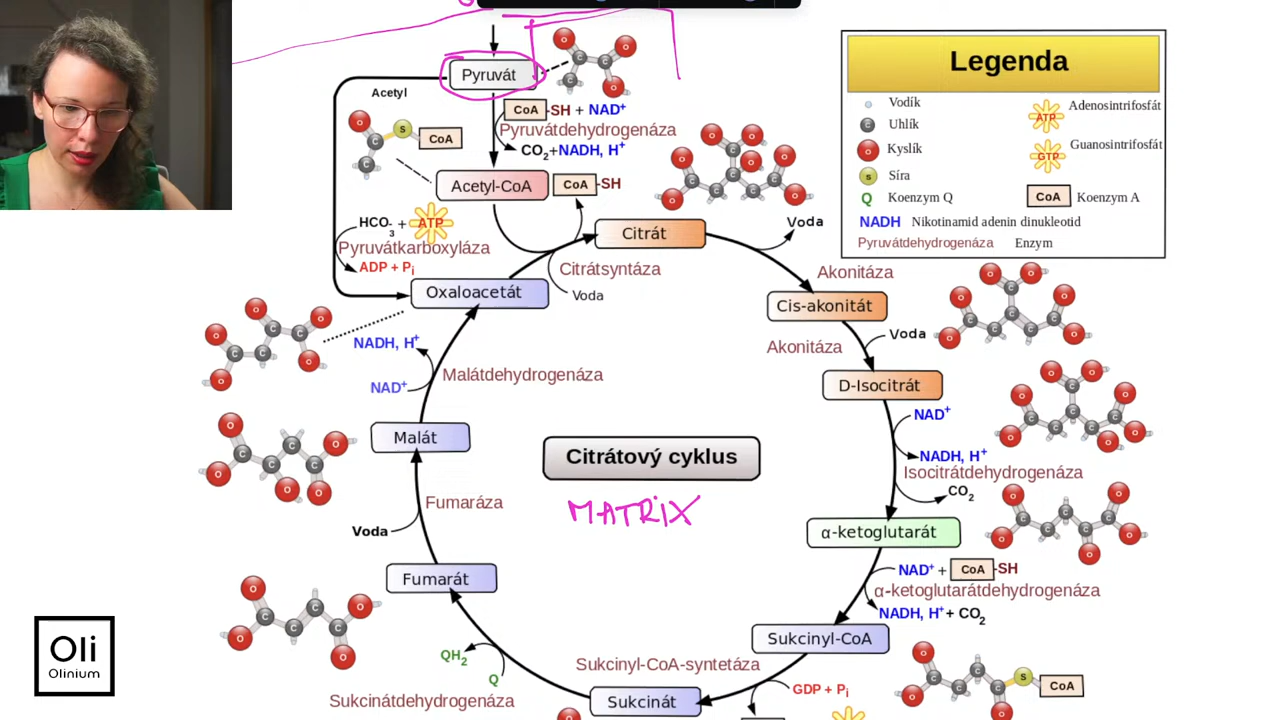 Pyruvát
Acetyl
CoA-SH + NAD+
Pyruvátdehydrogenáza
CO2+NADH, H+
S CoA
Acetyl-CoA
CoA-SH
HCO3- + ATP
Pyruvátkarboxyláza
ADP + Pi
Oxaloacetát
Citrát
Citrátsyntáza
Voda
Voda
Akonitáza
Cis-akonitát
Akonitáza
Voda
D-Isocitrát
NAD+
NADH, H+
Isocitrátdehydrogenáza
CO2
α-ketoglutarát
NAD+ + CoA-SH
α-ketoglutarátdehydrogenáza
NADH, H+ + CO2
Sukcinyl-CoA
Sukcinyl-CoA-syntetáza
GDP + Pi
S CoA
Sukcinát
QH2
Q
Sukcinátdehydrogenáza
Fumarát
Voda
Fumaráza
Malát
NAD+
NADH, H+
Malátdehydrogenáza
Citrátový cyklus
MATRIX
Legenda
Vodík
C Uhlík
O Kyslík
S Síra
Q Koenzym Q
ATP Adenosintrifosfát
GTP Guanosintrifosfát
CoA Koenzym A
NADH Nikotinamid adenin dinukleotid
Pyruvátdehydrogenáza Enzym
Oli
Olinium